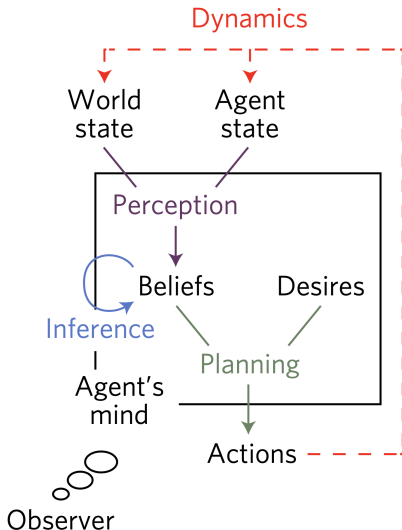 Dynamics
World
state
Agent
state
Perception
Beliefs
Desires
Inference
Planning
Agent's
mind
Actions
Observer